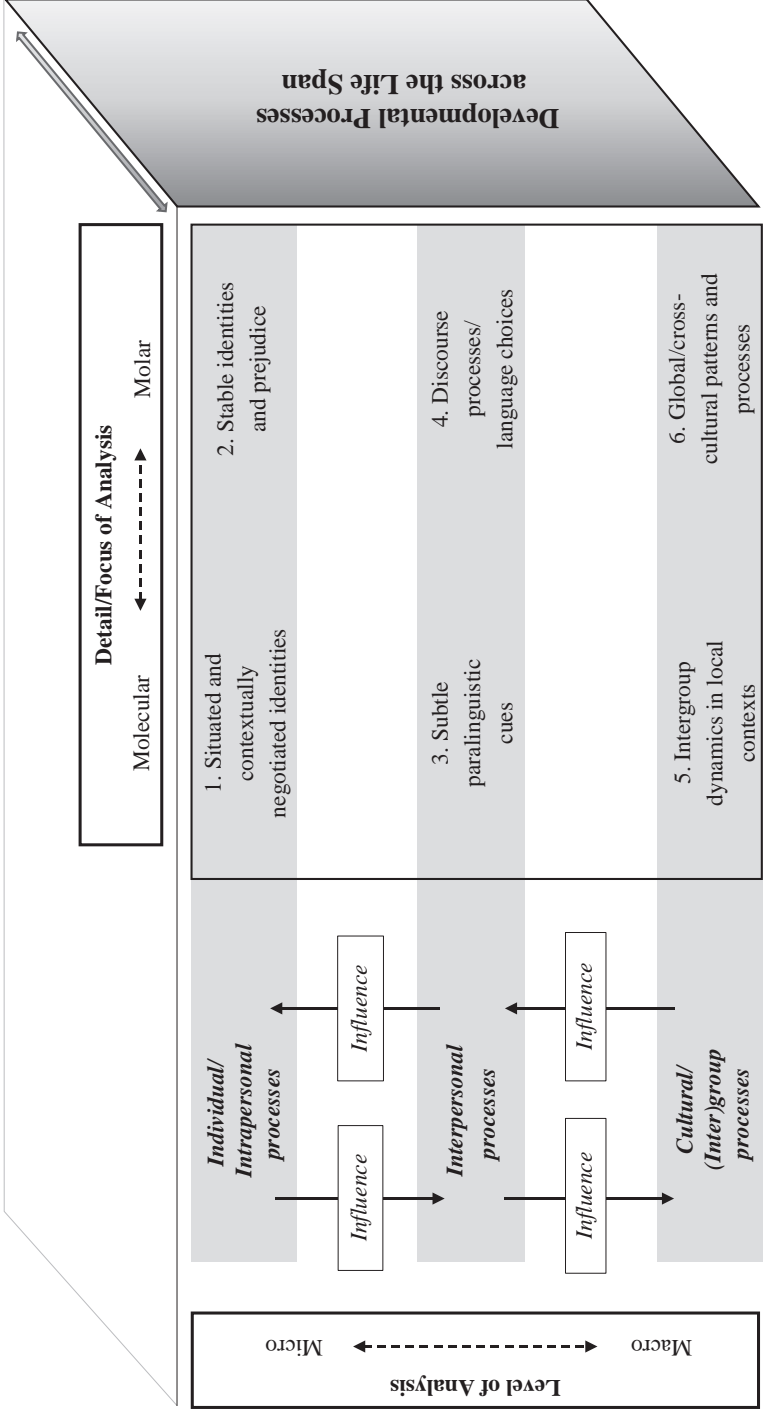 Detail/Focus of Analysis
Molecular
Molar
Level of Analysis
Micro
Macro
Individual/
Intrapersonal
processes
1. Situated and
contextually
negotiated identities
2. Stable identities
and prejudice
Influence
Influence
Interpersonal
processes
3. Subtle
paralinguistic
cues
4. Discourse
processes/
language choices
Influence
Influence
Cultural/
(Inter)group
processes
5. Intergroup
dynamics in local
contexts
6. Global/cross-
cultural patterns and
processes
Developmental Processes
across the Life Span